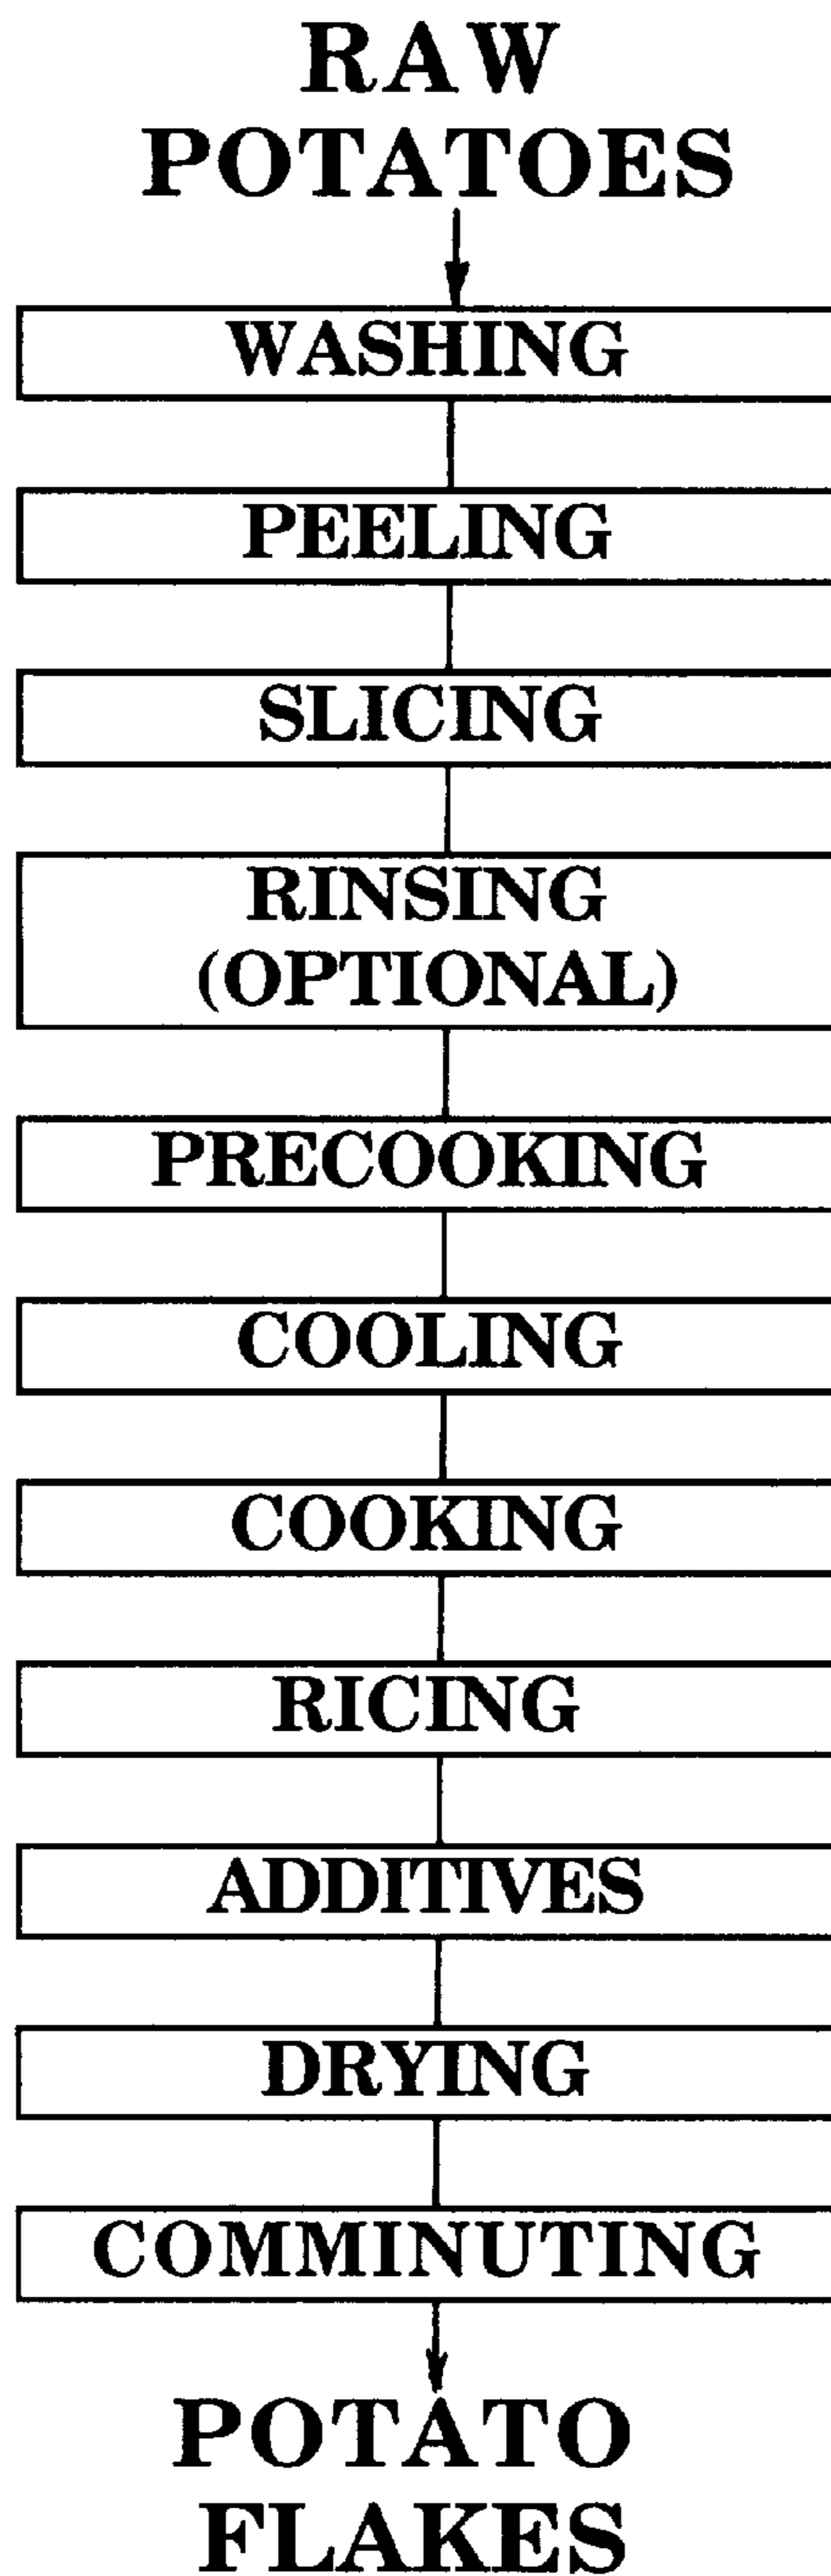 RAW
POTATOES
WASHING
PEELING
SLICING
RINSING
(OPTIONAL)
PRECOOKING
COOLING
COOKING
RICING
ADDITIVES
DRYING
COMMINUTING
POTATO
FLAKES